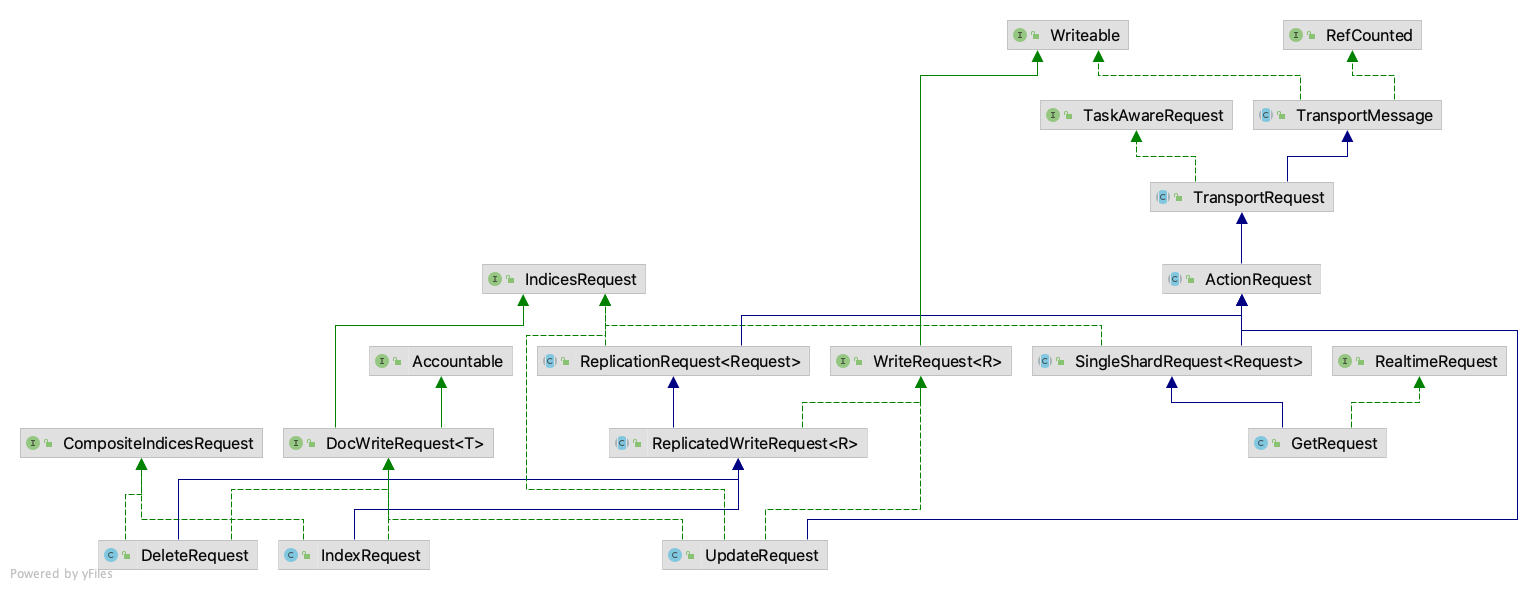 Writeable
RefCounted
TaskAwareRequest
TransportMessage
TransportRequest
IndicesRequest
ActionRequest
Accountable
ReplicationRequest<Request>
WriteRequest<R>
SingleShardRequest<Request>
RealtimeRequest
CompositeIndicesRequest
DocWriteRequest<T>
ReplicatedWriteRequest<R>
GetRequest
DeleteRequest
IndexRequest
UpdateRequest
Powered by yFiles